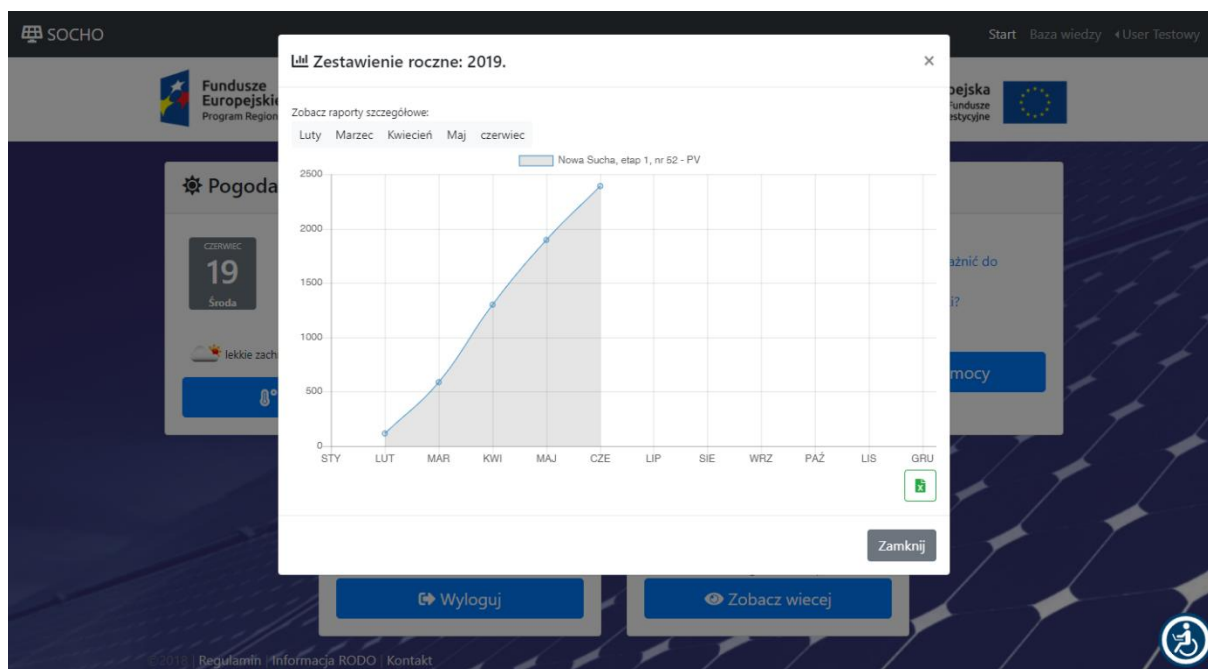 SOCHO
Start Baza wiedzy User Testowy
Fundusze
Europejskie
Program Region
pejska
Fundusze
estycyjne
Zestawienie roczne: 2019.
×
Zobacz raporty szczegółowe:
Luty Marzec Kwiecień Maj czerwiec
Nowa Sucha, etap 1, nr 52 - PV
2500
2000
1500
1000
500
0
STY LUT MAR KWI MAJ CZE LIP SIE WRZ PAŹ LIS GRU
Zamknij
Pogoda
CZERWIEC
19
Środa
lekkie zach
ażnić do
i?
mocy
Wyloguj
Zobacz wiecej
©2018 | Regulamin | Informacja RODO | Kontakt